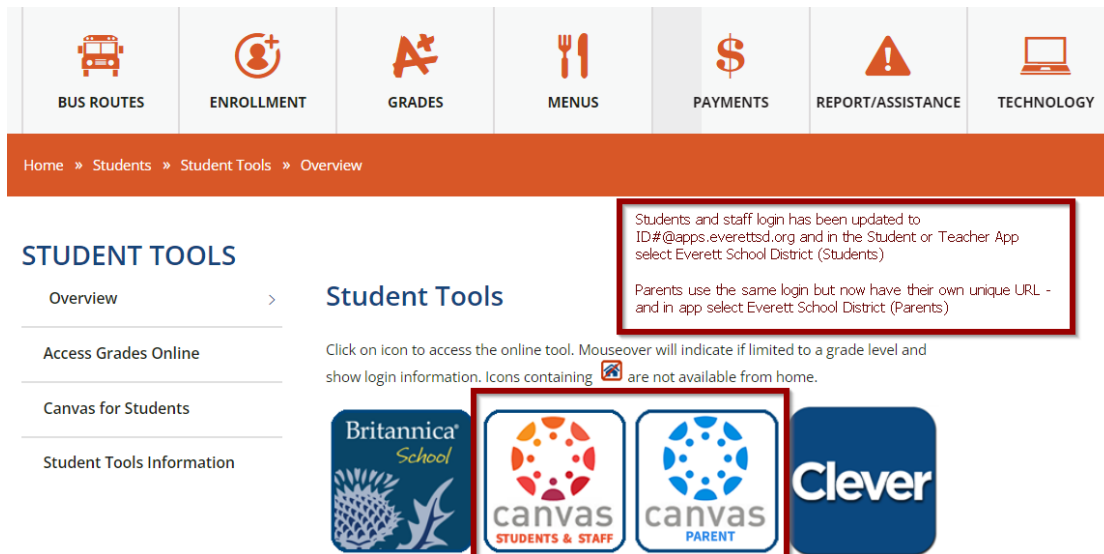 BUS ROUTES
ENROLLMENT
GRADES
MENUS
PAYMENTS
REPORT/ASSISTANCE
TECHNOLOGY
Home » Students » Student Tools » Overview
Students and staff login has been updated to
ID#@apps.everettsd.org and in the Student or Teacher App
select Everett School District (Students)
Parents use the same login but now have their own unique URL -
and in app select Everett School District (Parents)
STUDENT TOOLS
Overview >
Access Grades Online
Canvas for Students
Student Tools Information
Student Tools
Click on icon to access the online tool. Mouseover will indicate if limited to a grade level and
show login information. Icons containing are not available from home.
Britannica®
School
canvas
STUDENTS & STAFF
canvas
PARENT
Clever